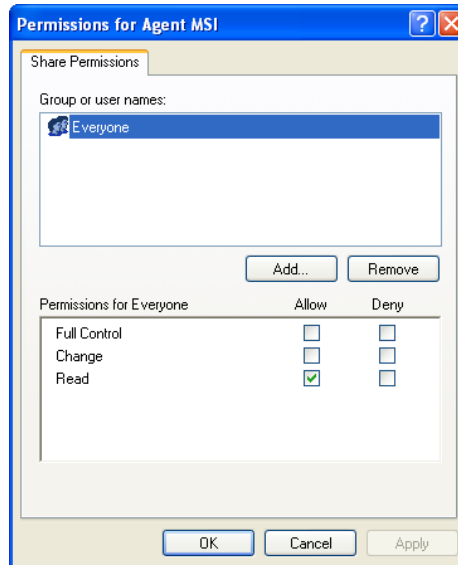 Permissions for Agent MSI
Share Permissions
Group or user names:
Everyone
Add... Remove
Permissions for Everyone Allow Deny
Full Control
Change
Read
OK Cancel Apply